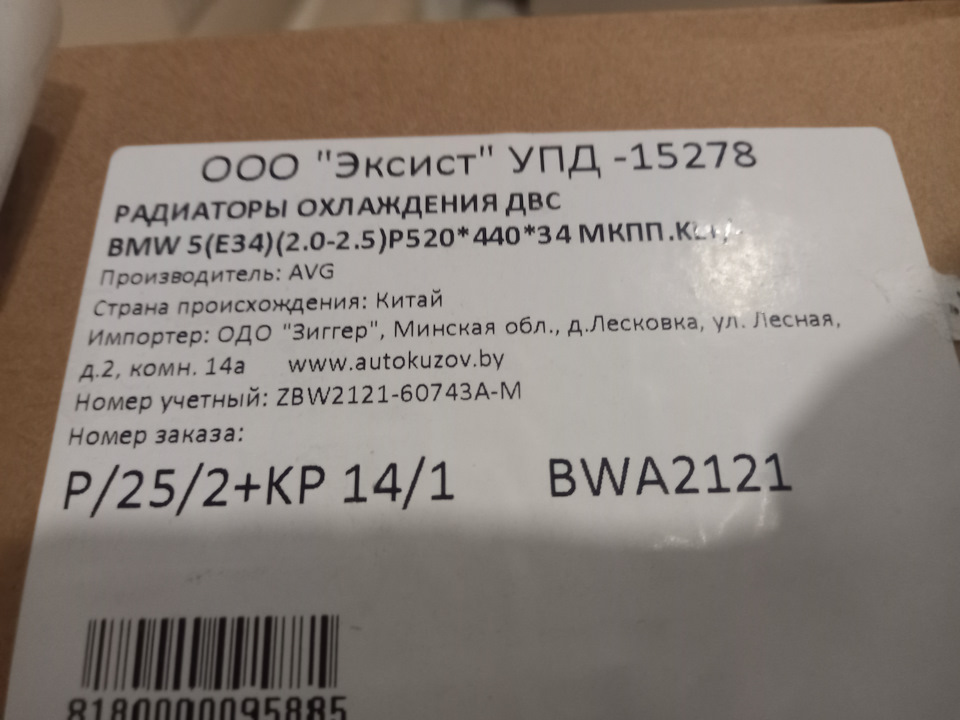 ООО "Эксист" УПД -15278
РАДИАТОРЫ ОХЛАЖДЕНИЯ ДВС
BMW 5(E34)(2.0-2.5)P520*440*34 МКПП.
Производитель: AVG
Страна происхождения: Китай
Импортер: ОДО "Зиггер", Минская обл., д.Лесковка, ул. Лесная,
д.2, комн. 14а www.autokuzov.by
Номер учетный: ZBW2121-60743A-M
Номер заказа:
P/25/2+KP 14/1 BWA2121
8180000095885